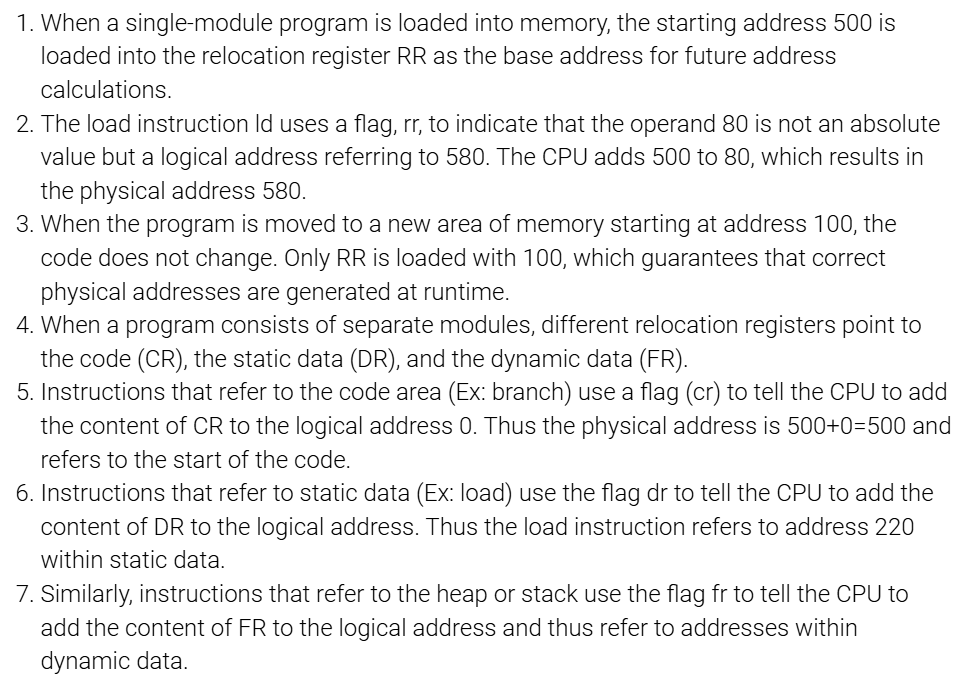 1. When a single-module program is loaded into memory, the starting address 500 is
loaded into the relocation register RR as the base address for future address
calculations.
2. The load instruction ld uses a flag, rr, to indicate that the operand 80 is not an absolute
value but a logical address referring to 580. The CPU adds 500 to 80, which results in
the physical address 580.
3. When the program is moved to a new area of memory starting at address 100, the
code does not change. Only RR is loaded with 100, which guarantees that correct
physical addresses are generated at runtime.
4. When a program consists of separate modules, different relocation registers point to
the code (CR), the static data (DR), and the dynamic data (FR).
5. Instructions that refer to the code area (Ex: branch) use a flag (cr) to tell the CPU to add
the content of CR to the logical address 0. Thus the physical address is 500+0=500 and
refers to the start of the code.
6. Instructions that refer to static data (Ex: load) use the flag dr to tell the CPU to add the
content of DR to the logical address. Thus the load instruction refers to address 220
within static data.
7. Similarly, instructions that refer to the heap or stack use the flag fr to tell the CPU to
add the content of FR to the logical address and thus refer to addresses within
dynamic data.